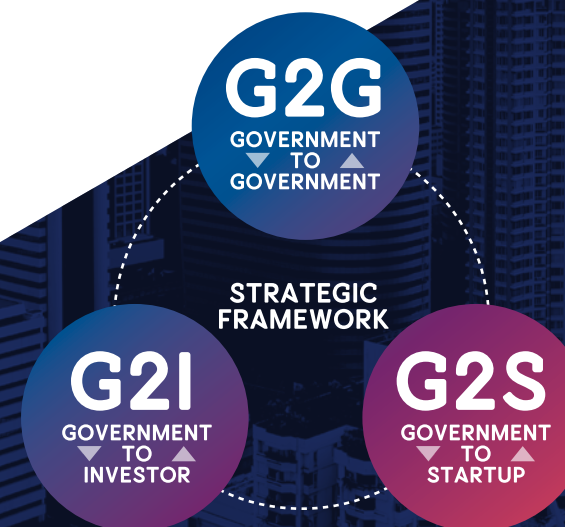 G2G
GOVERNMENT
TO
GOVERNMENT
STRATEGIC
FRAMEWORK
G2I
GOVERNMENT
TO
INVESTOR
G2S
GOVERNMENT
TO
STARTUP